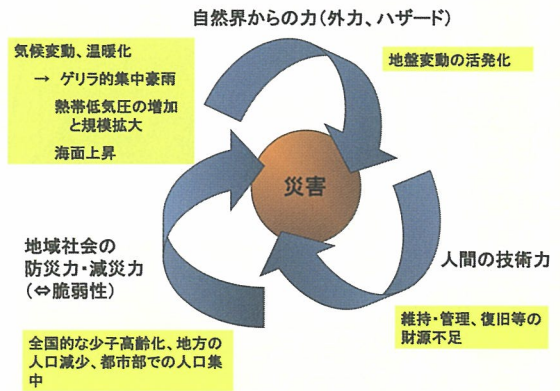 自然界からの力(外力、ハザード)
気候変動、温暖化
→ ゲリラ的集中豪雨
熱帯低気圧の増加
と規模拡大
海面上昇
地盤変動の活発化
災害
地域社会の
防災力・減災力
(⇔脆弱性)
人間の技術力
全国的な少子高齢化、地方の
人口減少、都市部での人口集
中
維持・管理、復旧等の
財源不足